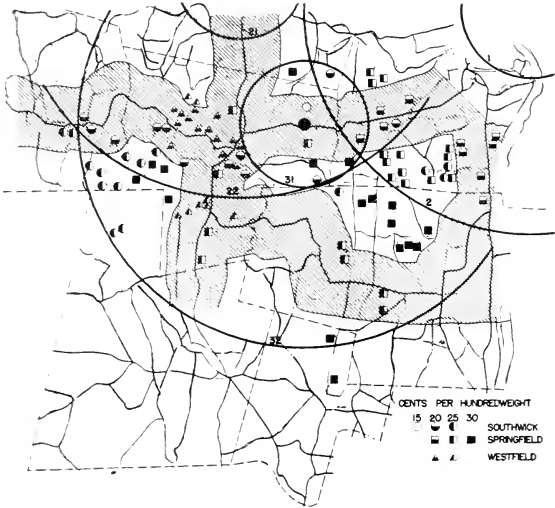 21
31
22
2
32
CENTS PER HUNDREDWEIGHT
15 20 25 30
SOUTHWICK
SPRINGFIELD
WESTFIELD